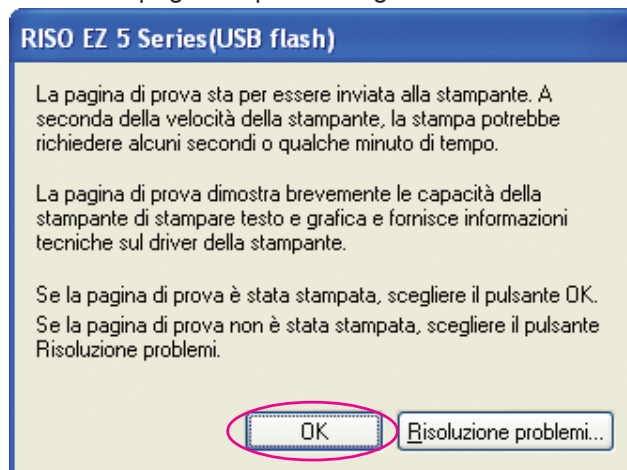 RISO EZ 5 Series(USB flash)
La pagina di prova sta per essere inviata alla stampante. A
seconda della velocità della stampante, la stampa potrebbe
richiedere alcuni secondi o qualche minuto di tempo.
La pagina di prova dimostra brevemente le capacità della
stampante di stampare testo e grafica e fornisce informazioni
tecniche sul driver della stampante.
Se la pagina di prova è stata stampata, scegliere il pulsante OK.
Se la pagina di prova non è stata stampata, scegliere il pulsante
Risoluzione problemi.
OK Risoluzione problemi...